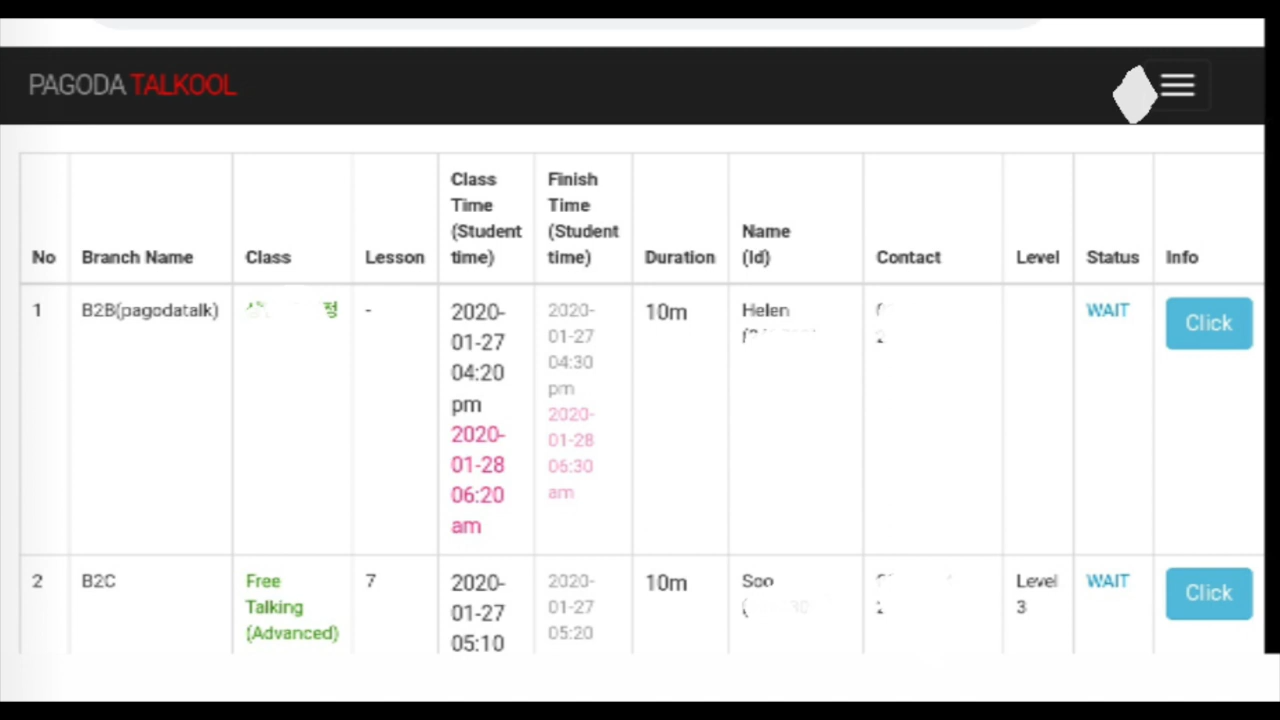 PAGODA TALKOOL
No
Branch Name
Class
Lesson
Class
Time
(Student
time)
Finish
Time
(Student
time)
Duration
Name
(Id)
Contact
Level
Status
Info
1
B2B(pagodatalk)
정
-
2020-
01-27
04:20
pm
2020-
01-28
06:20
am
2020-
01-27
04:30
pm
2020-
01-28
06:30
am
10m
Helen
WAIT
Click
2
B2C
Free
Talking
(Advanced)
7
2020-
01-27
05:10
2020-
01-27
05:20
10m
Soo
Level
3
WAIT
Click